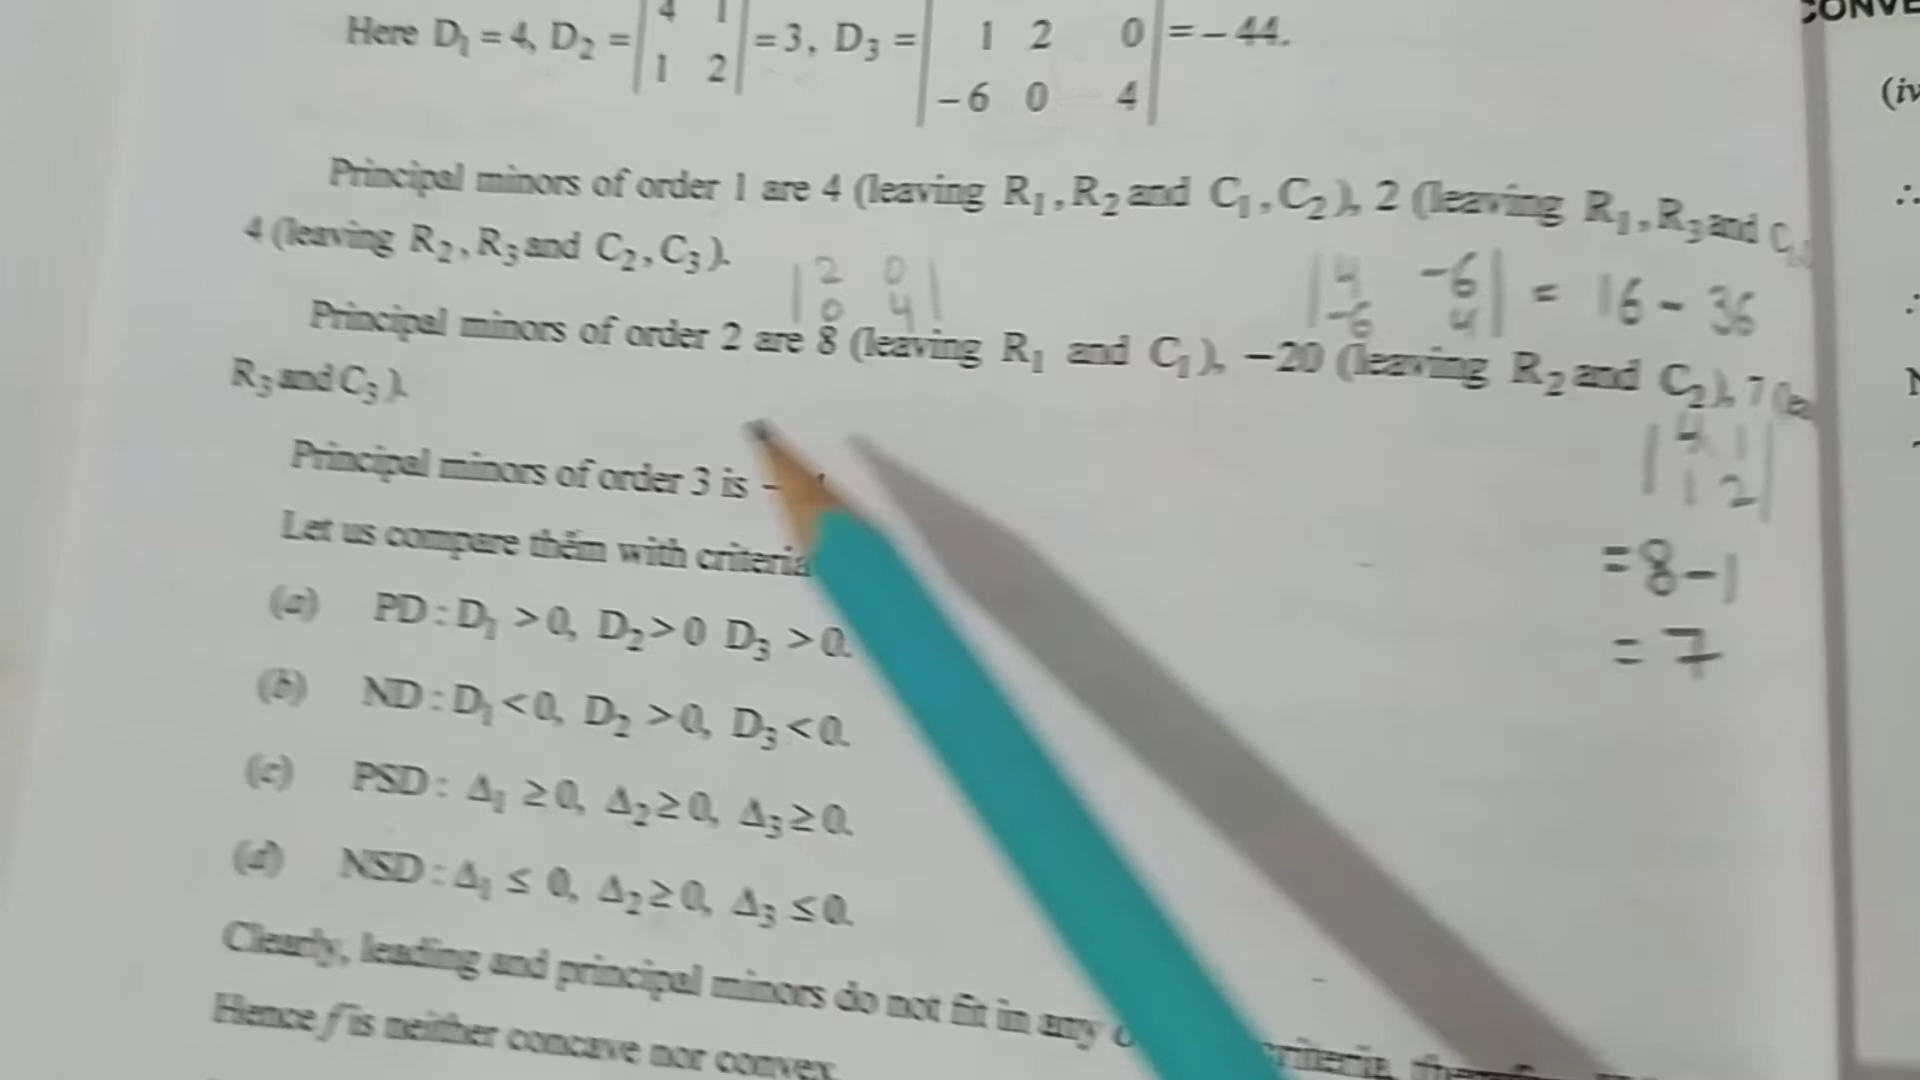 CONVE
4 1
Here D₁ = 4, D₂ = | | = 3, D₃ = | 1 2 0 | = – 44.
1 2
– 6 0 4
(iv
Principal minors of order 1 are 4 (leaving R₁, R₂ and C₁, C₂), 2 (leaving R₁, R₃ and C₁,
4 (leaving R₂, R₃ and C₂, C₃).
|2 0| |4 -6| = 16 - 36
|0 4| |-6 4|
Principal minors of order 2 are 8 (leaving R₁ and C₁), –20 (leaving R₂ and C₂), 7 (lea
R₃ and C₃).
|4 1|
|1 2|
Principal minors of order 3 is –
= 8 - 1
Let us compare them with criteria
= 7
(a) PD : D₁ > 0, D₂ > 0 D₃ > 0.
(b) ND : D₁ < 0, D₂ > 0, D₃ < 0.
(c) PSD : Δ₁ ≥ 0, Δ₂ ≥ 0, Δ₃ ≥ 0.
(d) NSD : Δ₁ ≤ 0, Δ₂ ≥ 0, Δ₃ ≤ 0.
Clearly, leading and principal minors do not fit in any criteria,
Hence f is neither concave nor convex.